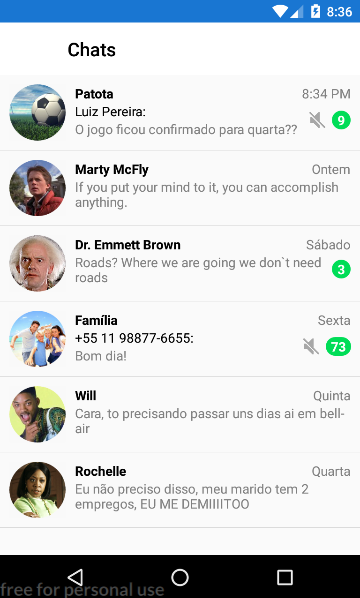 8:36
Chats
Patota
8:34 PM
Luiz Pereira:
O jogo ficou confirmado para quarta??
9
Marty McFly
Ontem
If you put your mind to it, you can accomplish
anything.
Dr. Emmett Brown
Sábado
Roads? Where we are going we don`t need
roads
3
Família
Sexta
+55 11 98877-6655:
Bom dia!
73
Will
Quinta
Cara, to precisando passar uns dias ai em bell-
air
Rochelle
Quarta
Eu não preciso disso, meu marido tem 2
empregos, EU ME DEMIIIITOO
free for personal use